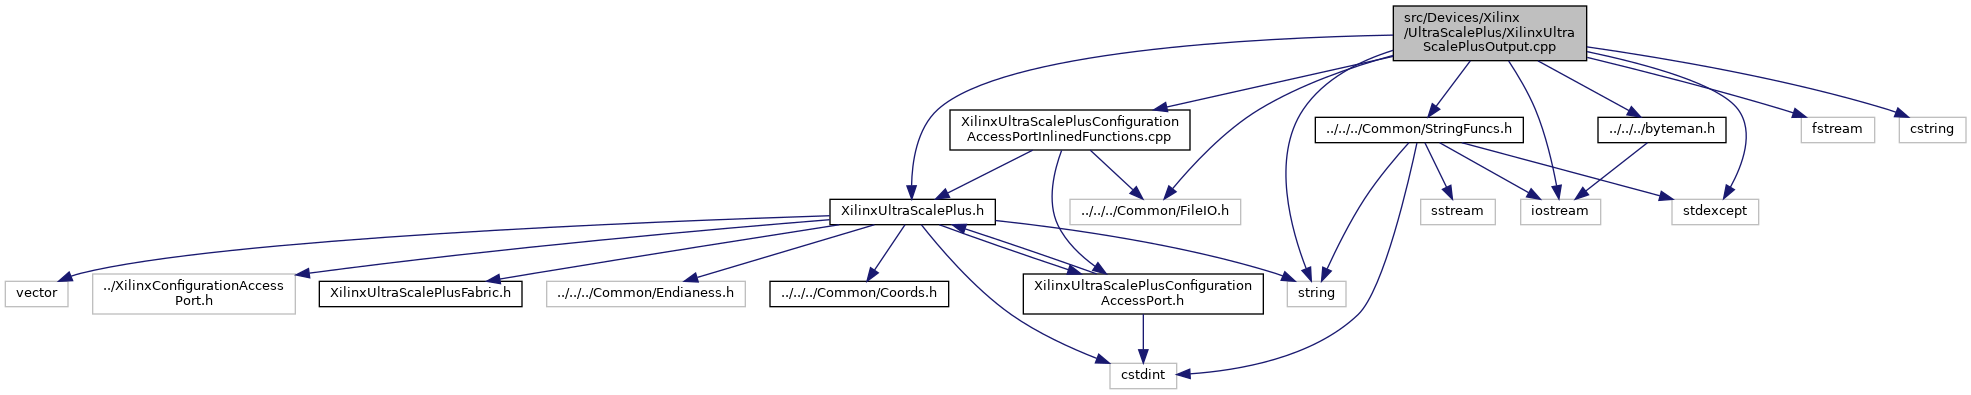 src/Devices/Xilinx
/UltraScalePlus/XilinxUltra
ScalePlusOutput.cpp
XilinxUltraScalePlusConfiguration
AccessPortInlinedFunctions.cpp
../../../Common/StringFuncs.h
../../../byteman.h
fstream
cstring
XilinxUltraScalePlus.h
../../../Common/FileIO.h
sstream
iostream
stdexcept
vector
../XilinxConfigurationAccess
Port.h
XilinxUltraScalePlusFabric.h
../../../Common/Endianess.h
../../../Common/Coords.h
XilinxUltraScalePlusConfiguration
AccessPort.h
string
cstdint